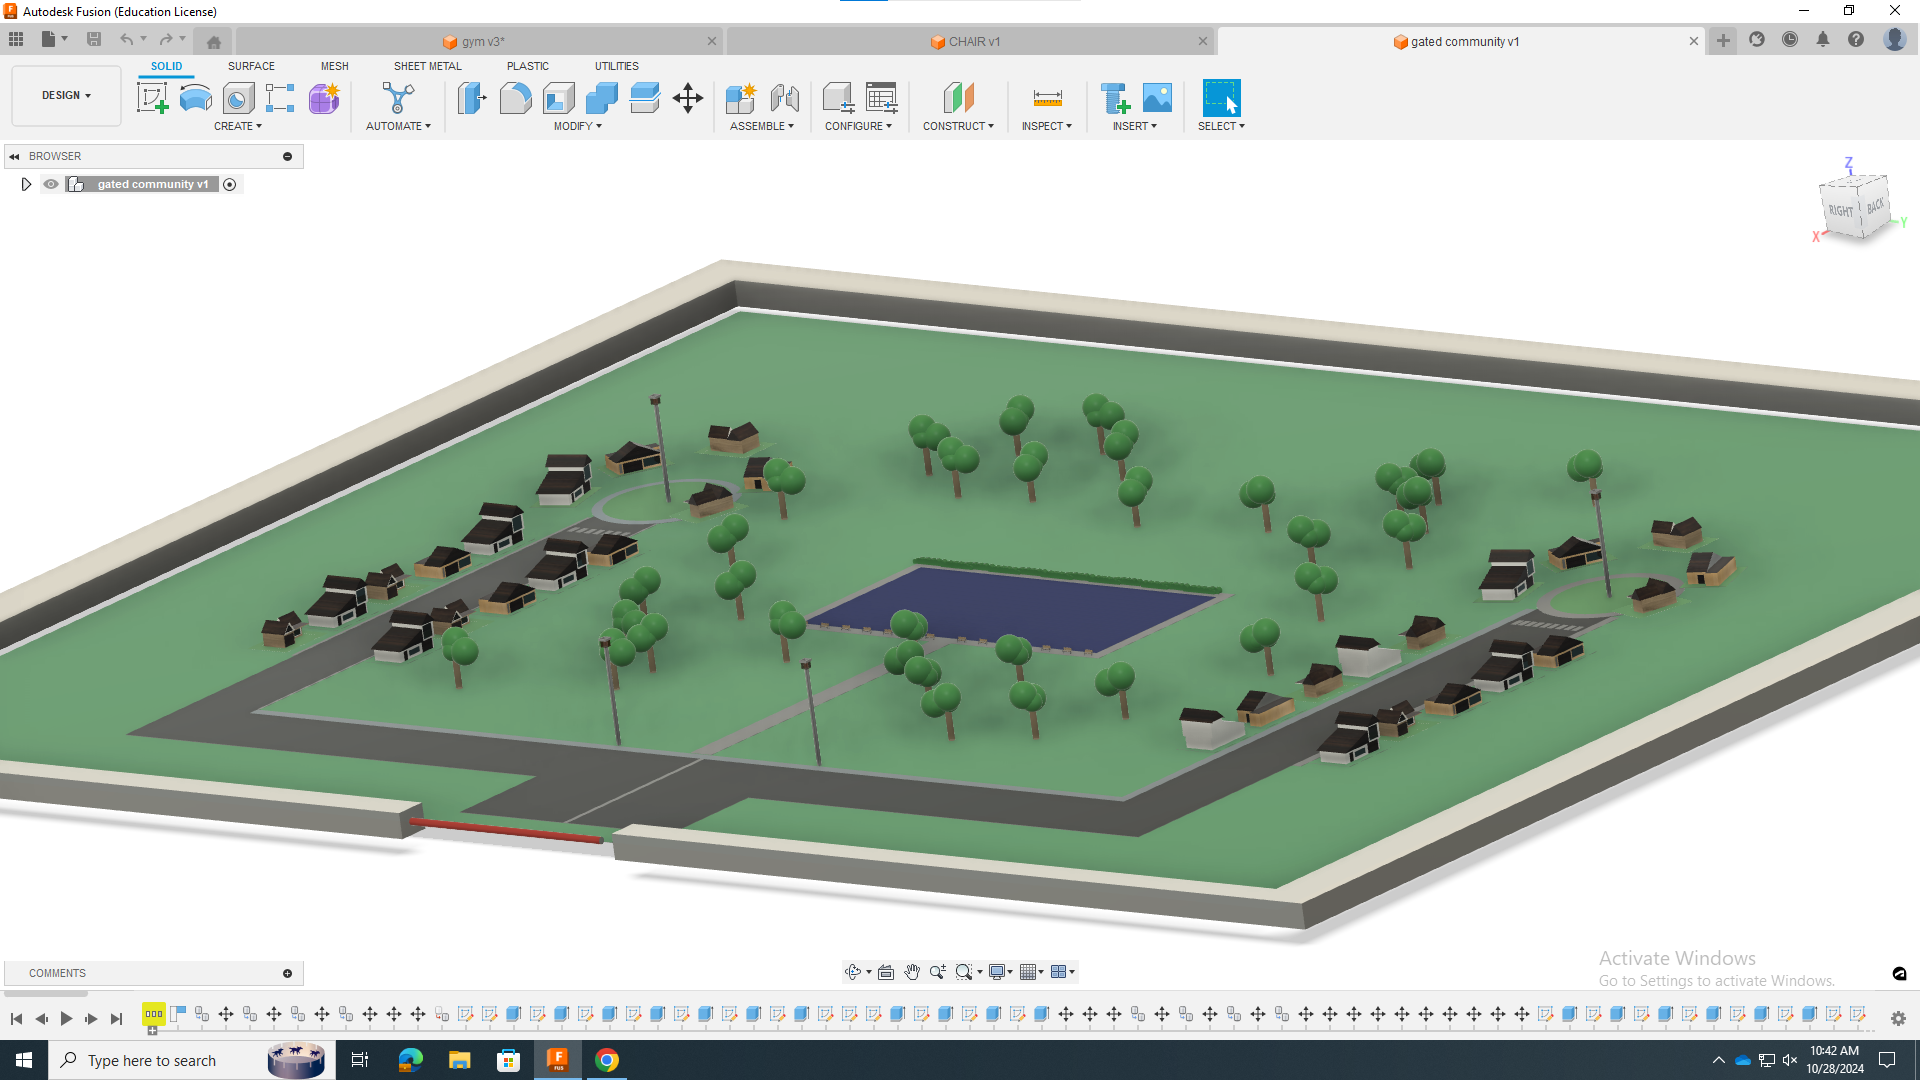 Autodesk Fusion (Education License)
gym v3*
CHAIR v1
gated community v1
SOLID
SURFACE
MESH
SHEET METAL
PLASTIC
UTILITIES
DESIGN
CREATE
AUTOMATE
MODIFY
ASSEMBLE
CONFIGURE
CONSTRUCT
INSPECT
INSERT
SELECT
BROWSER
gated community v1
Z
RIGHT
BACK
X
Y
COMMENTS
Activate Windows
Go to Settings to activate Windows.
Type here to search
F
FUS
10:42 AM
10/28/2024